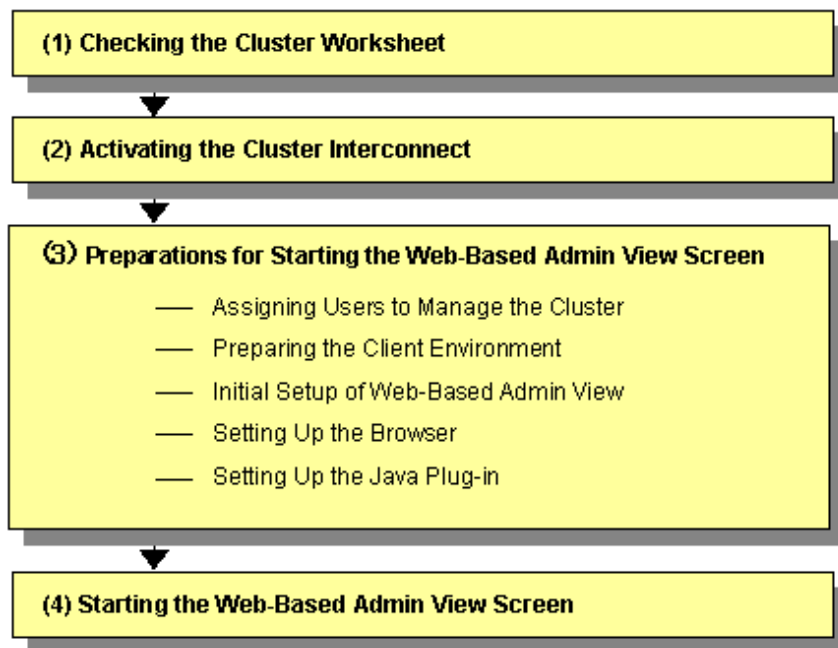 (1) Checking the Cluster Worksheet
(2) Activating the Cluster Interconnect
(3) Preparations for Starting the Web-Based Admin View Screen
Assigning Users to Manage the Cluster
Preparing the Client Environment
Initial Setup of Web-Based Admin View
Setting Up the Browser
Setting Up the Java Plug-in
(4) Starting the Web-Based Admin View Screen